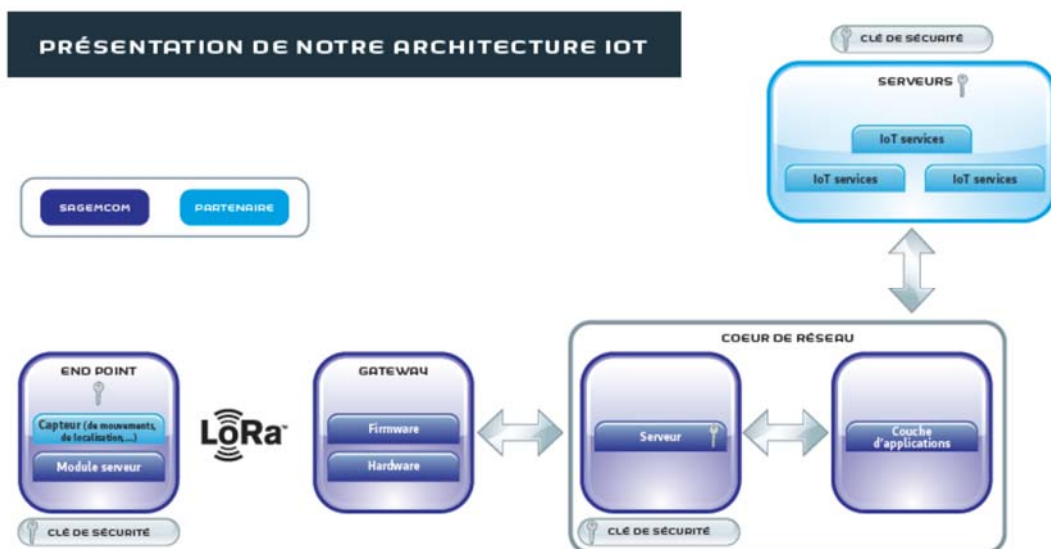 PRÉSENTATION DE NOTRE ARCHITECTURE IOT
CLÉ DE SÉCURITÉ
SERVEURS
IoT services
IoT services
IoT services
SAGEMCOM
PARTENAIRE
COEUR DE RÉSEAU
END POINT
Capteur (de mouvements,
de localisation,...)
Module serveur
CLÉ DE SÉCURITÉ
LoRa™
GATEWAY
Firmware
Hardware
Serveur
CLÉ DE SÉCURITÉ
Couche
d'applications